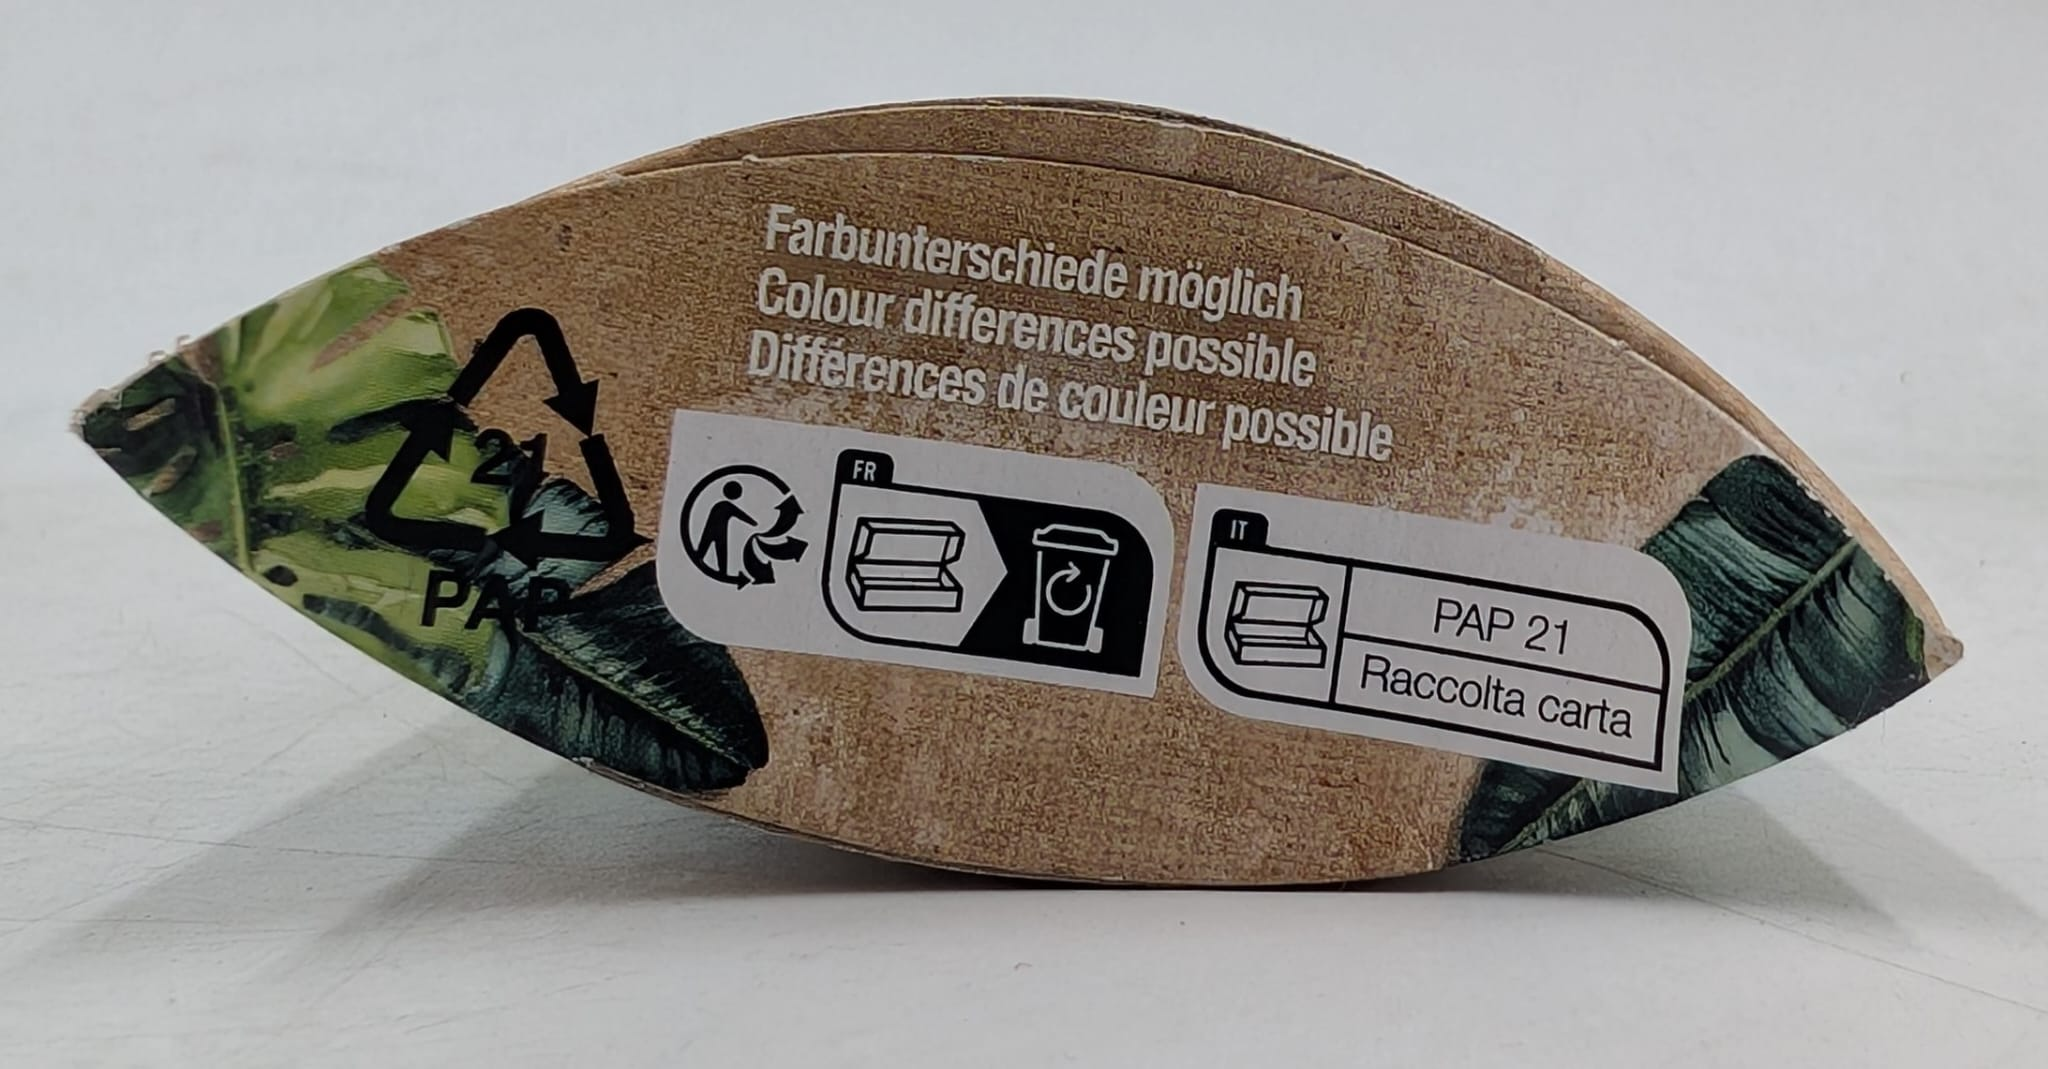 Farbunterschiede möglich
Colour differences possible
Différences de couleur possible
21
PAP
FR
IT
PAP 21
Raccolta carta